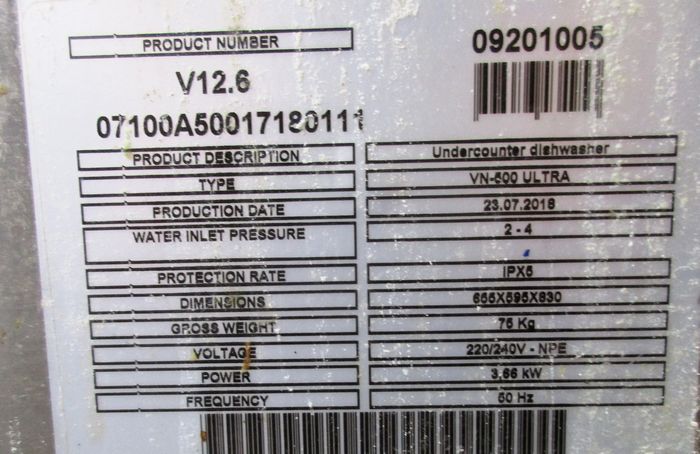 PRODUCT NUMBER
09201005
V12.6
07100A50017180111
PRODUCT DESCRIPTION Undercounter dishwasher
TYPE VN-500 ULTRA
PRODUCTION DATE 23.07.2018
WATER INLET PRESSURE 2 - 4
PROTECTION RATE IPX5
DIMENSIONS 655X595X830
GROSS WEIGHT 75 Kg
VOLTAGE 220/240V - NPE
POWER 3,66 kW
FREQUENCY 50 Hz